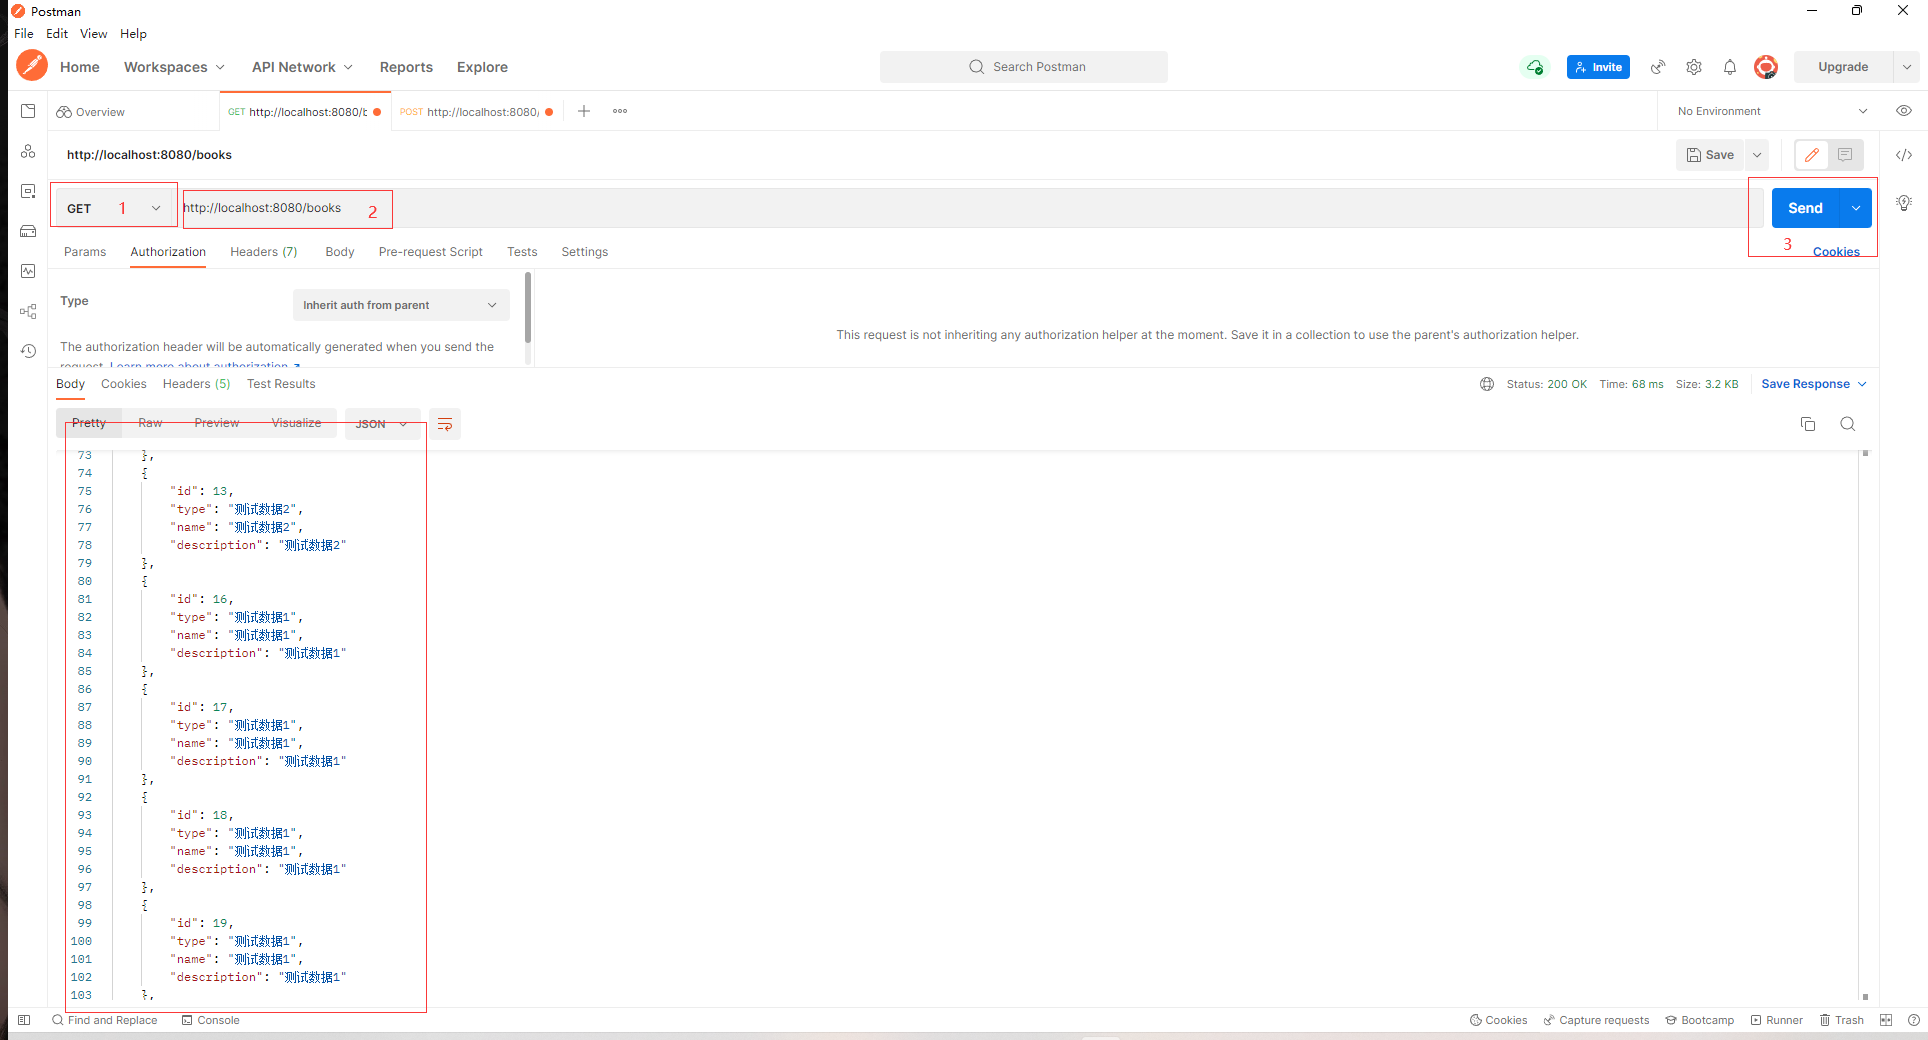 Postman
File Edit View Help
Home Workspaces API Network Reports Explore Search Postman Invite Upgrade
Overview GET http://localhost:8080/b POST http://localhost:8080/ No Environment
http://localhost:8080/books Save
GET 1 http://localhost:8080/books 2 Send
3 Cookies
Params Authorization Headers (7) Body Pre-request Script Tests Settings
Type Inherit auth from parent
This request is not inheriting any authorization helper at the moment. Save it in a collection to use the parent's authorization helper.
The authorization header will be automatically generated when you send the
request. Learn more about authorization
Body Cookies Headers (5) Test Results Status: 200 OK Time: 68 ms Size: 3.2 KB Save Response
Pretty Raw Preview Visualize JSON
73 },
74 {
75 "id": 13,
76 "type": "测试数据2",
77 "name": "测试数据2",
78 "description": "测试数据2"
79 },
80 {
81 "id": 16,
82 "type": "测试数据1",
83 "name": "测试数据1",
84 "description": "测试数据1"
85 },
86 {
87 "id": 17,
88 "type": "测试数据1",
89 "name": "测试数据1",
90 "description": "测试数据1"
91 },
92 {
93 "id": 18,
94 "type": "测试数据1",
95 "name": "测试数据1",
96 "description": "测试数据1"
97 },
98 {
99 "id": 19,
100 "type": "测试数据1",
101 "name": "测试数据1",
102 "description": "测试数据1"
103 },
Find and Replace Console Cookies Capture requests Bootcamp Runner Trash